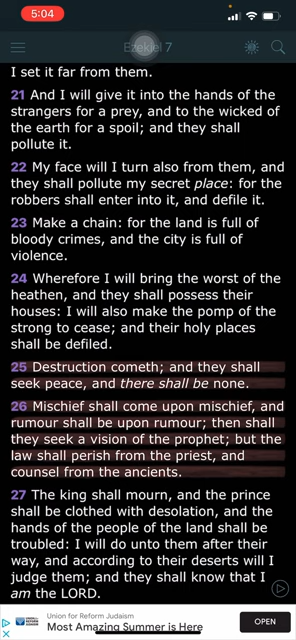 5:04
Ezekiel 7
I set it far from them.
21 And I will give it into the hands of the
strangers for a prey, and to the wicked of
the earth for a spoil; and they shall
pollute it.
22 My face will I turn also from them, and
they shall pollute my secret place: for the
robbers shall enter into it, and defile it.
23 Make a chain: for the land is full of
bloody crimes, and the city is full of
violence.
24 Wherefore I will bring the worst of the
heathen, and they shall possess their
houses: I will also make the pomp of the
strong to cease; and their holy places
shall be defiled.
25 Destruction cometh; and they shall
seek peace, and there shall be none.
26 Mischief shall come upon mischief, and
rumour shall be upon rumour; then shall
they seek a vision of the prophet; but the
law shall perish from the priest, and
counsel from the ancients.
27 The king shall mourn, and the prince
shall be clothed with desolation, and the
hands of the people of the land shall be
troubled: I will do unto them after their
way, and according to their deserts will I
judge them; and they shall know that I
am the LORD.
Union for Reform Judaism
Most Amazing Summer is Here
OPEN